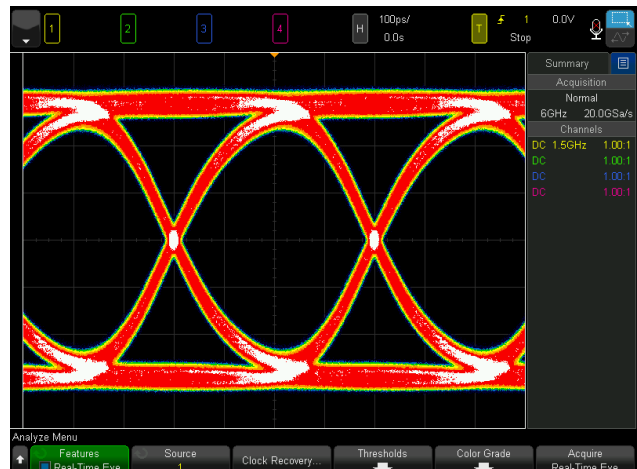 1 2 3 4 H 100ps/ 0.0s T 1 0.0V Stop
Summary
Acquisition
Normal
6GHz 20.0GSa/s
Channels
DC 1.5GHz 1.00:1
DC 1.00:1
DC 1.00:1
DC 1.00:1
Analyze Menu
Features Source Clock Recovery... Thresholds Color Grade Acquire
Real-Time Eye 1 Real-Time Eye